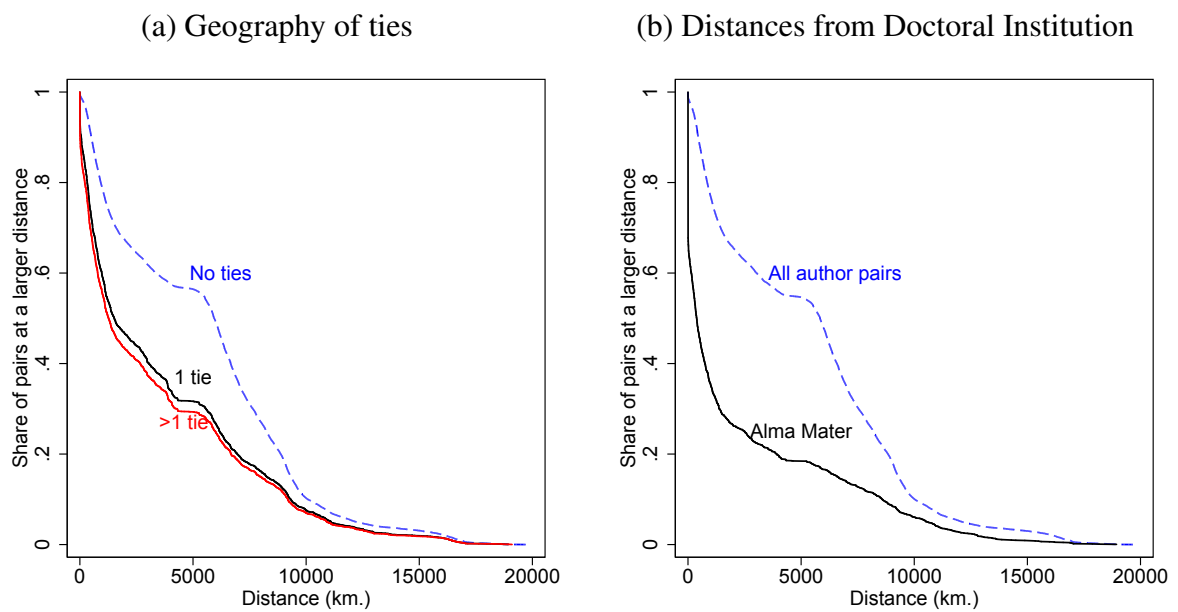 (a) Geography of ties
Share of pairs at a larger distance
1
.8
.6
.4
.2
0
No ties
1 tie
>1 tie
0 5000 10000 15000 20000
Distance (km.)
(b) Distances from Doctoral Institution
Share of pairs at a larger distance
1
.8
.6
.4
.2
0
All author pairs
Alma Mater
0 5000 10000 15000 20000
Distance (km.)